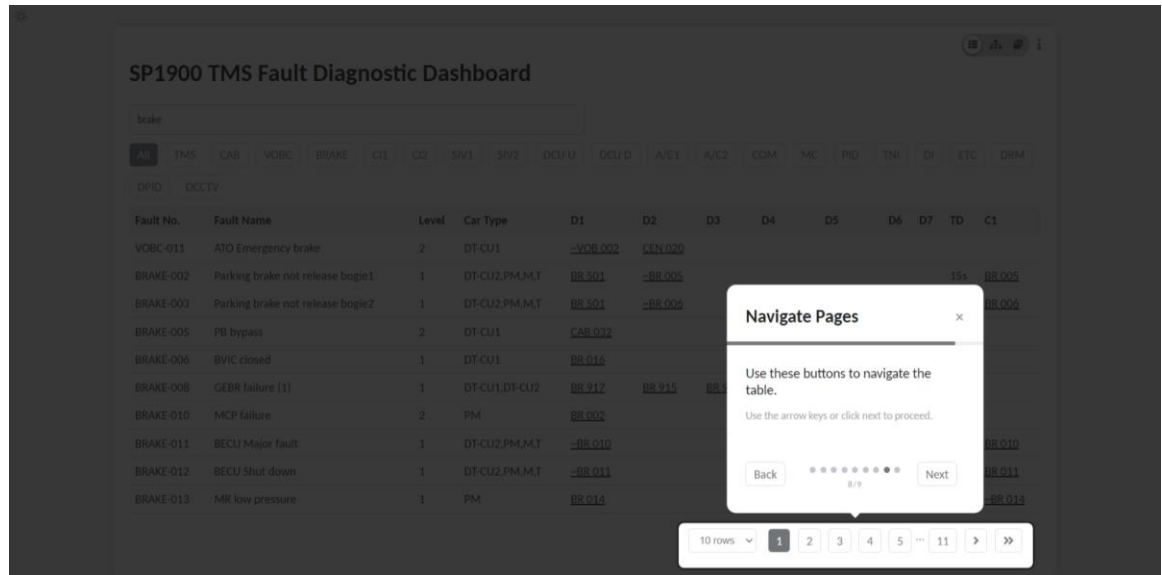 SP1900 TMS Fault Diagnostic Dashboard
brake
All TMS CAB VOBC BRAKE CI1 CI2 SIV1 SIV2 DCU U DCU D A/C1 A/C2 COM MC PID TNI DI ETC DRM
DPID DCCTV
Fault No. Fault Name Level Car Type D1 D2 D3 D4 D5 D6 D7 TD C1
VOBC-011 ATO Emergency brake 2 DT-CU1 ~VOB 002 CEN 020
BRAKE-002 Parking brake not release bogie1 1 DT-CU2,PM,M,T BR 501 ~BR 005 15s BR 005
BRAKE-003 Parking brake not release bogie2 1 DT-CU2,PM,M,T BR 501 ~BR 006 BR 006
BRAKE-005 PB bypass 2 DT-CU1 CAB 032
BRAKE-006 BVIC closed 1 DT-CU1 BR 016
BRAKE-008 GEBR failure (1) 1 DT-CU1,DT-CU2 BR 917 BR 915
BRAKE-010 MCP failure 2 PM BR 002
BRAKE-011 BECU Major fault 1 DT-CU2,PM,M,T ~BR 010 BR 010
BRAKE-012 BECU Shut down 1 DT-CU2,PM,M,T ~BR 011 BR 011
BRAKE-013 MR low pressure 1 PM BR 014 ~BR 014
Navigate Pages ×
Use these buttons to navigate the
table.
Use the arrow keys or click next to proceed.
Back Next
8/9
10 rows 1 2 3 4 5 ... 11 > >>